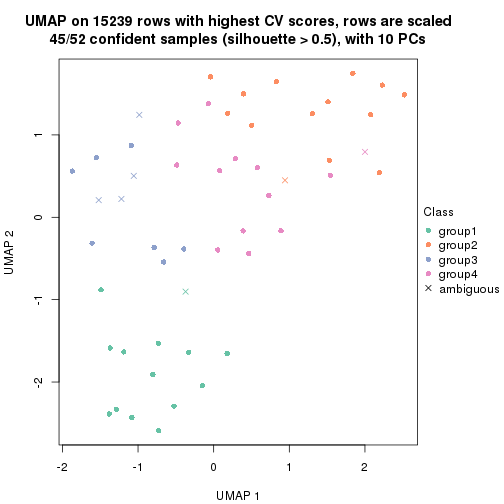 UMAP on 15239 rows with highest CV scores, rows are scaled
45/52 confident samples (silhouette > 0.5), with 10 PCs
1
0
-1
-2
UMAP 2
-2
-1
0
1
2
UMAP 1
Class
group1
group2
group3
group4
ambiguous